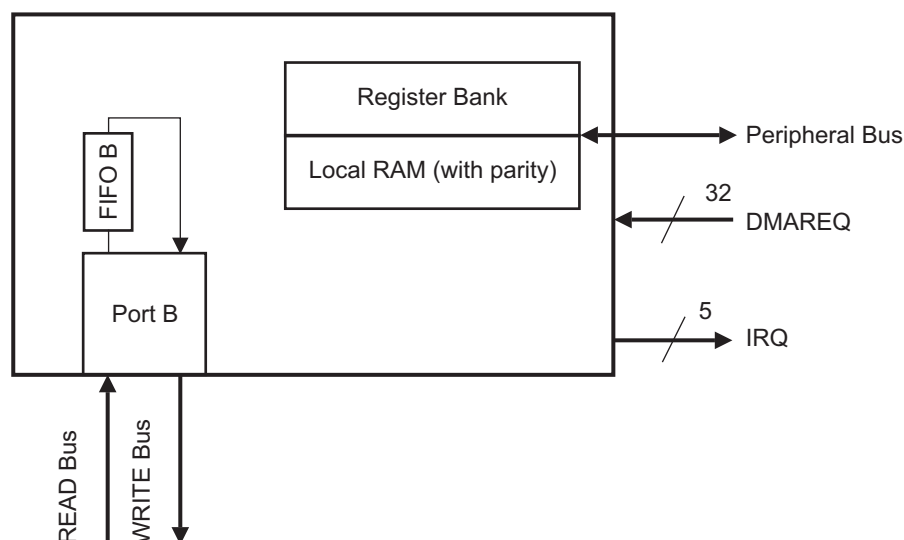 Register Bank
Peripheral Bus
Local RAM (with parity)
FIFO B
32
DMAREQ
Port B
5
IRQ
READ Bus
WRITE Bus